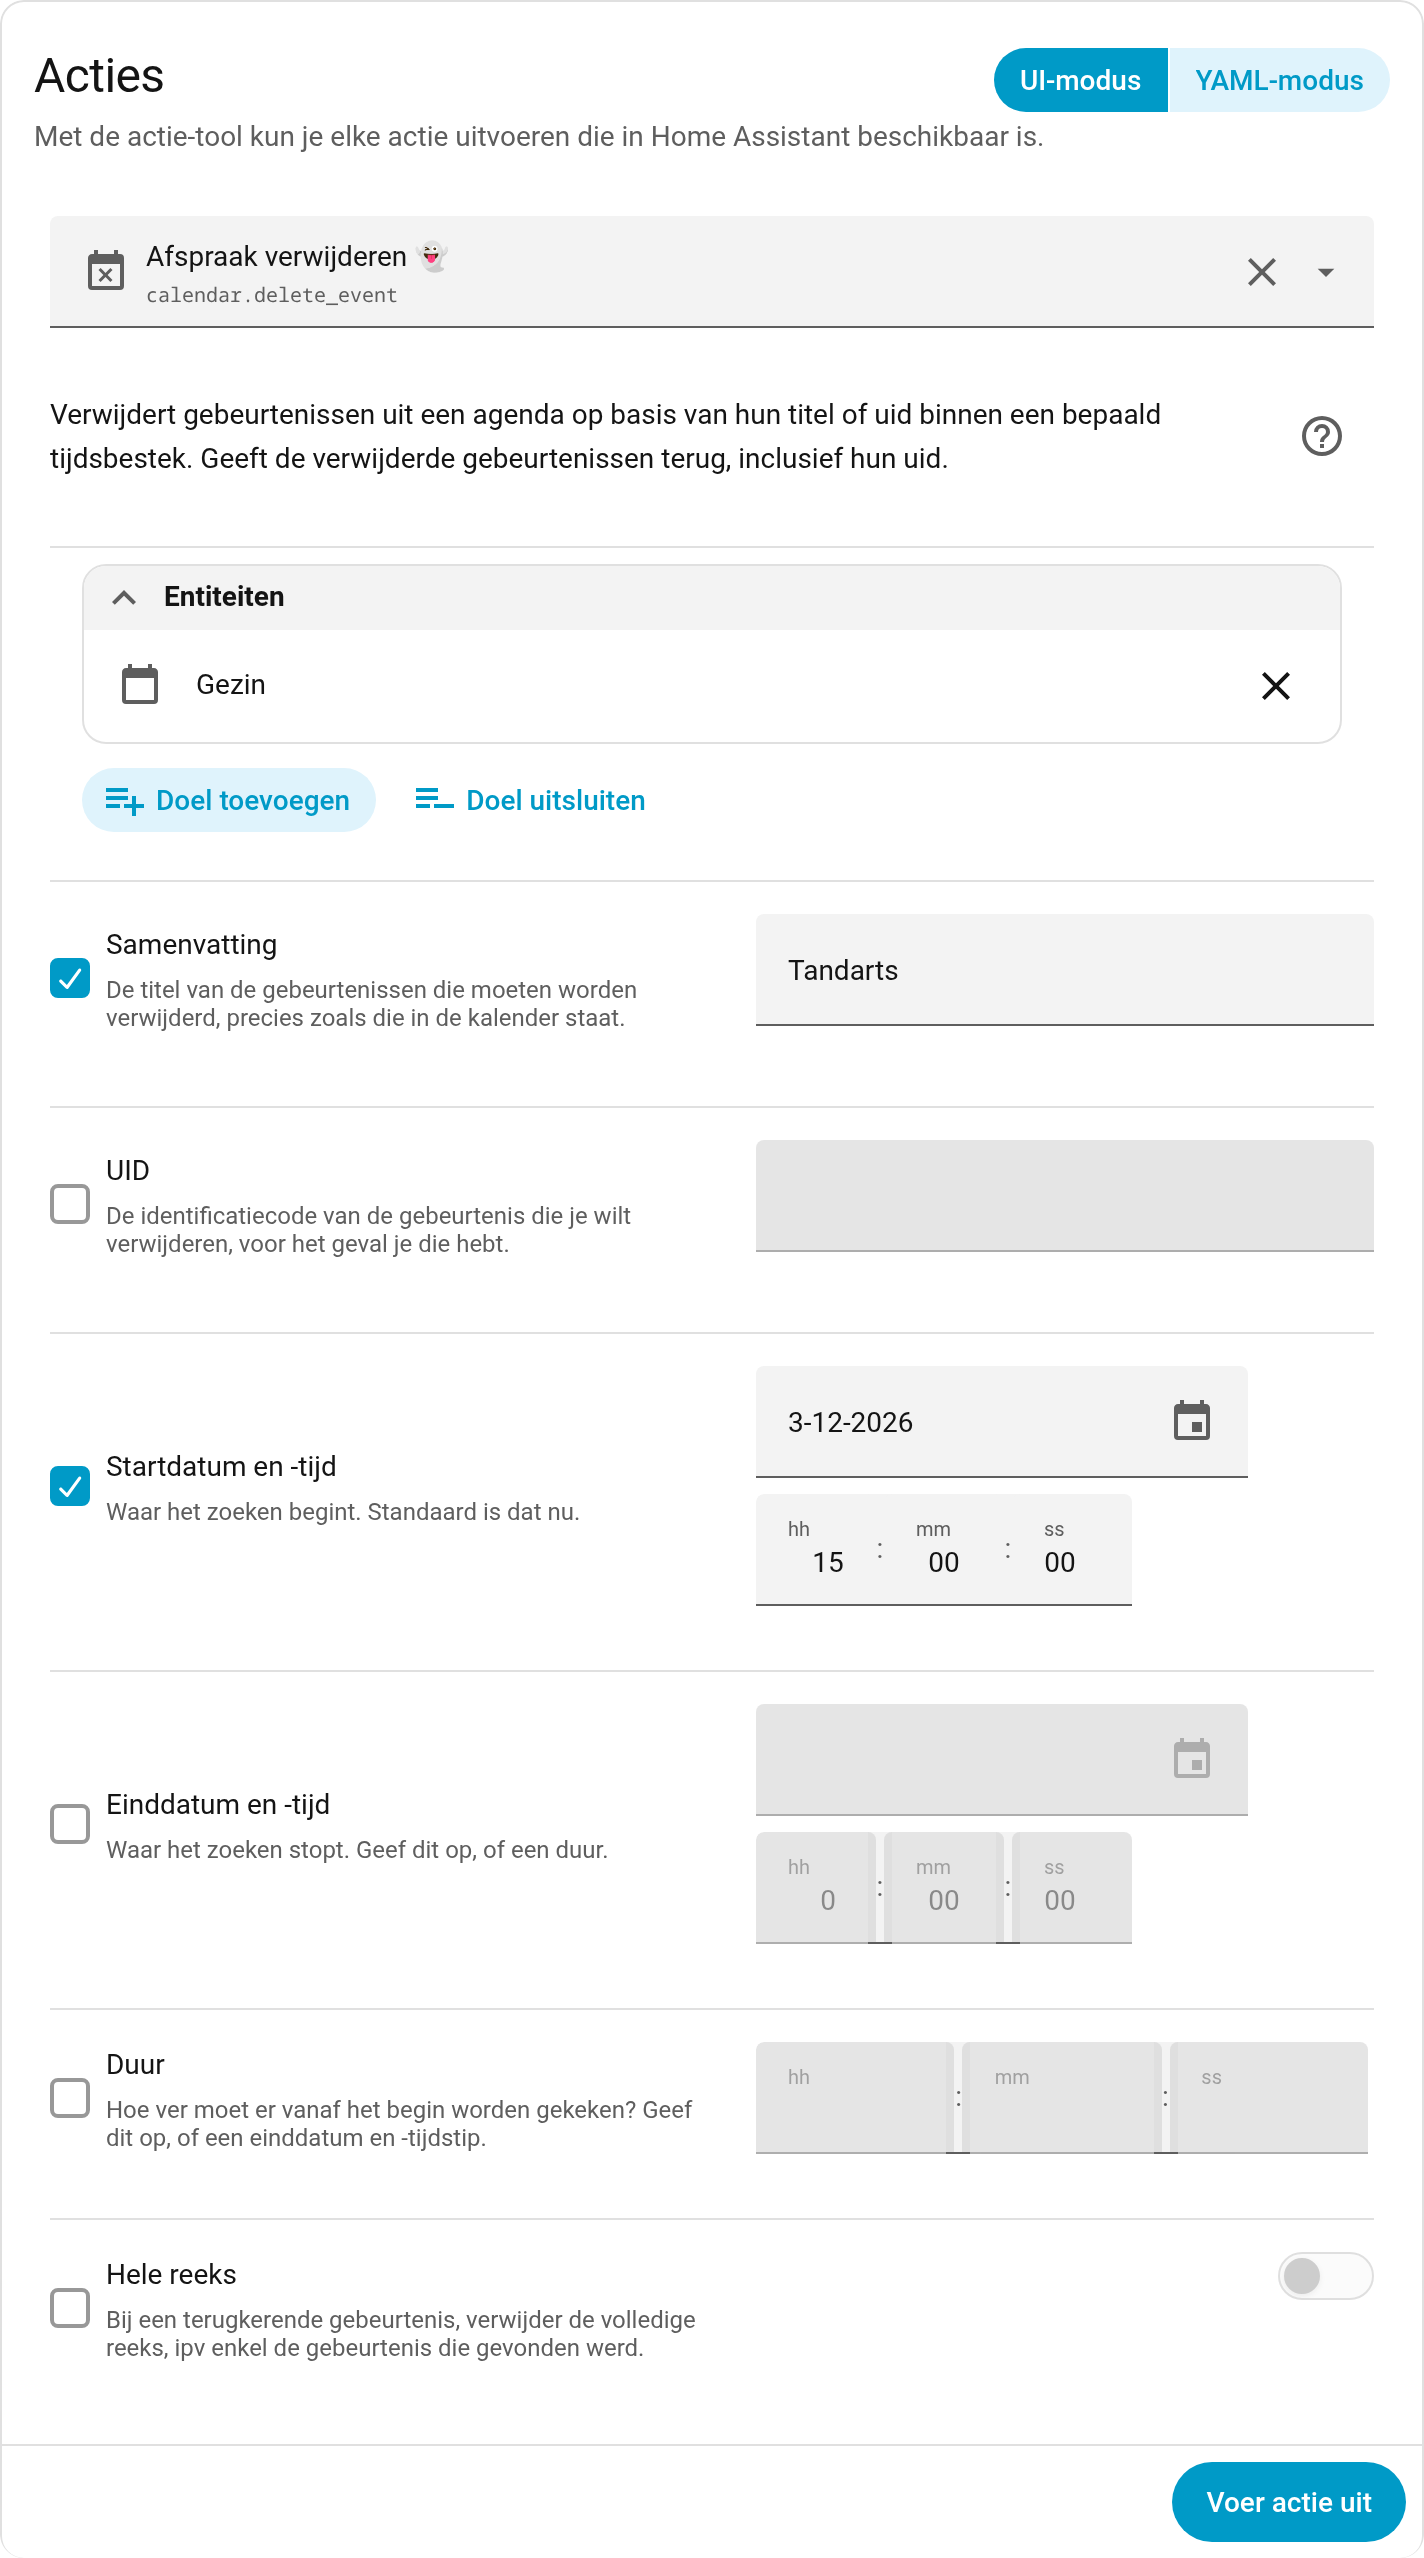 Acties
UI-modus
YAML-modus
Met de actie-tool kun je elke actie uitvoeren die in Home Assistant beschikbaar is.
Afspraak verwijderen 👻
calendar.delete_event
Verwijdert gebeurtenissen uit een agenda op basis van hun titel of uid binnen een bepaald
tijdsbestek. Geeft de verwijderde gebeurtenissen terug, inclusief hun uid.
Entiteiten
Gezin
Doel toevoegen
Doel uitsluiten
Samenvatting
De titel van de gebeurtenissen die moeten worden
verwijderd, precies zoals die in de kalender staat.
Tandarts
UID
De identificatiecode van de gebeurtenis die je wilt
verwijderen, voor het geval je die hebt.
Startdatum en -tijd
Waar het zoeken begint. Standaard is dat nu.
3-12-2026
hh : mm : ss
15 00 00
Einddatum en -tijd
Waar het zoeken stopt. Geef dit op, of een duur.
hh : mm : ss
0 00 00
Duur
Hoe ver moet er vanaf het begin worden gekeken? Geef
dit op, of een einddatum en -tijdstip.
hh : mm : ss
Hele reeks
Bij een terugkerende gebeurtenis, verwijder de volledige
reeks, ipv enkel de gebeurtenis die gevonden werd.
Voer actie uit